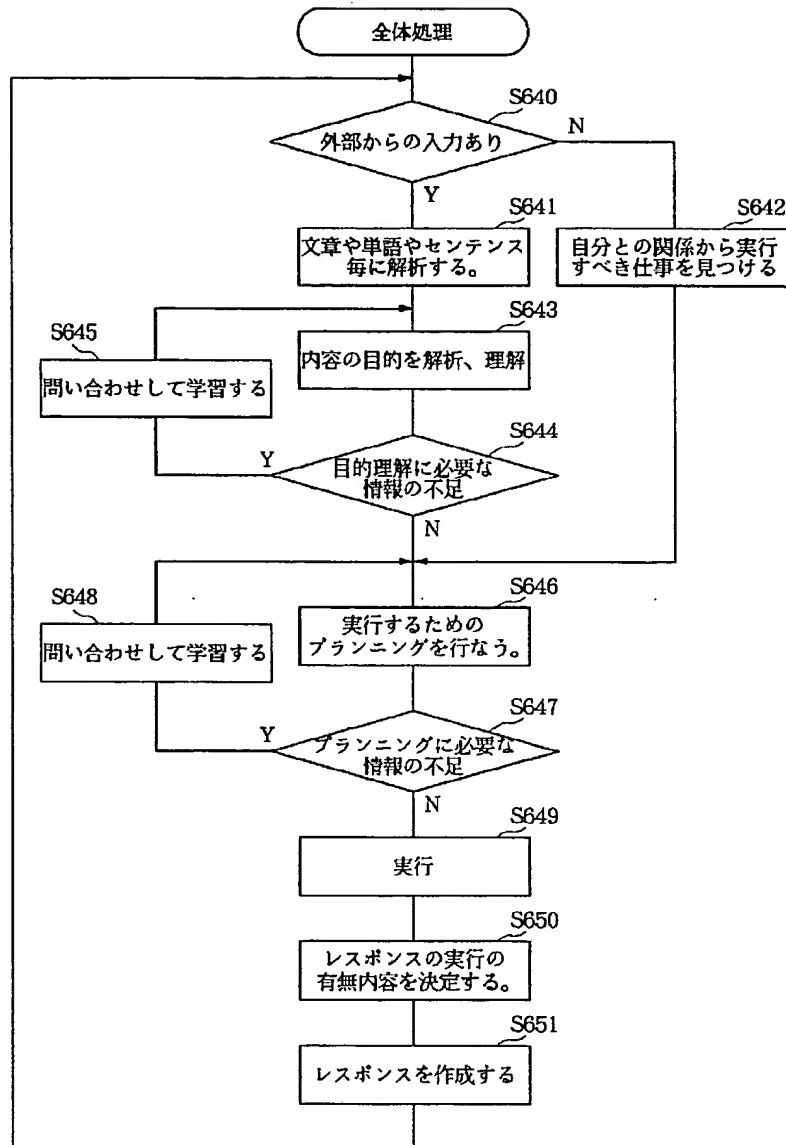 全体処理
S640
外部からの入力あり
N
Y
S641
文章や単語やセンテンス
毎に解析する。
S642
自分との関係から実行
すべき仕事を見つける
S643
内容の目的を解析、理解
S645
問い合わせして学習する
S644
目的理解に必要な
情報の不足
Y
N
S646
実行するための
プランニングを行なう。
S648
問い合わせして学習する
S647
プランニングに必要な
情報の不足
Y
N
S649
実行
S650
レスポンスの実行の
有無内容を決定する。
S651
レスポンスを作成する